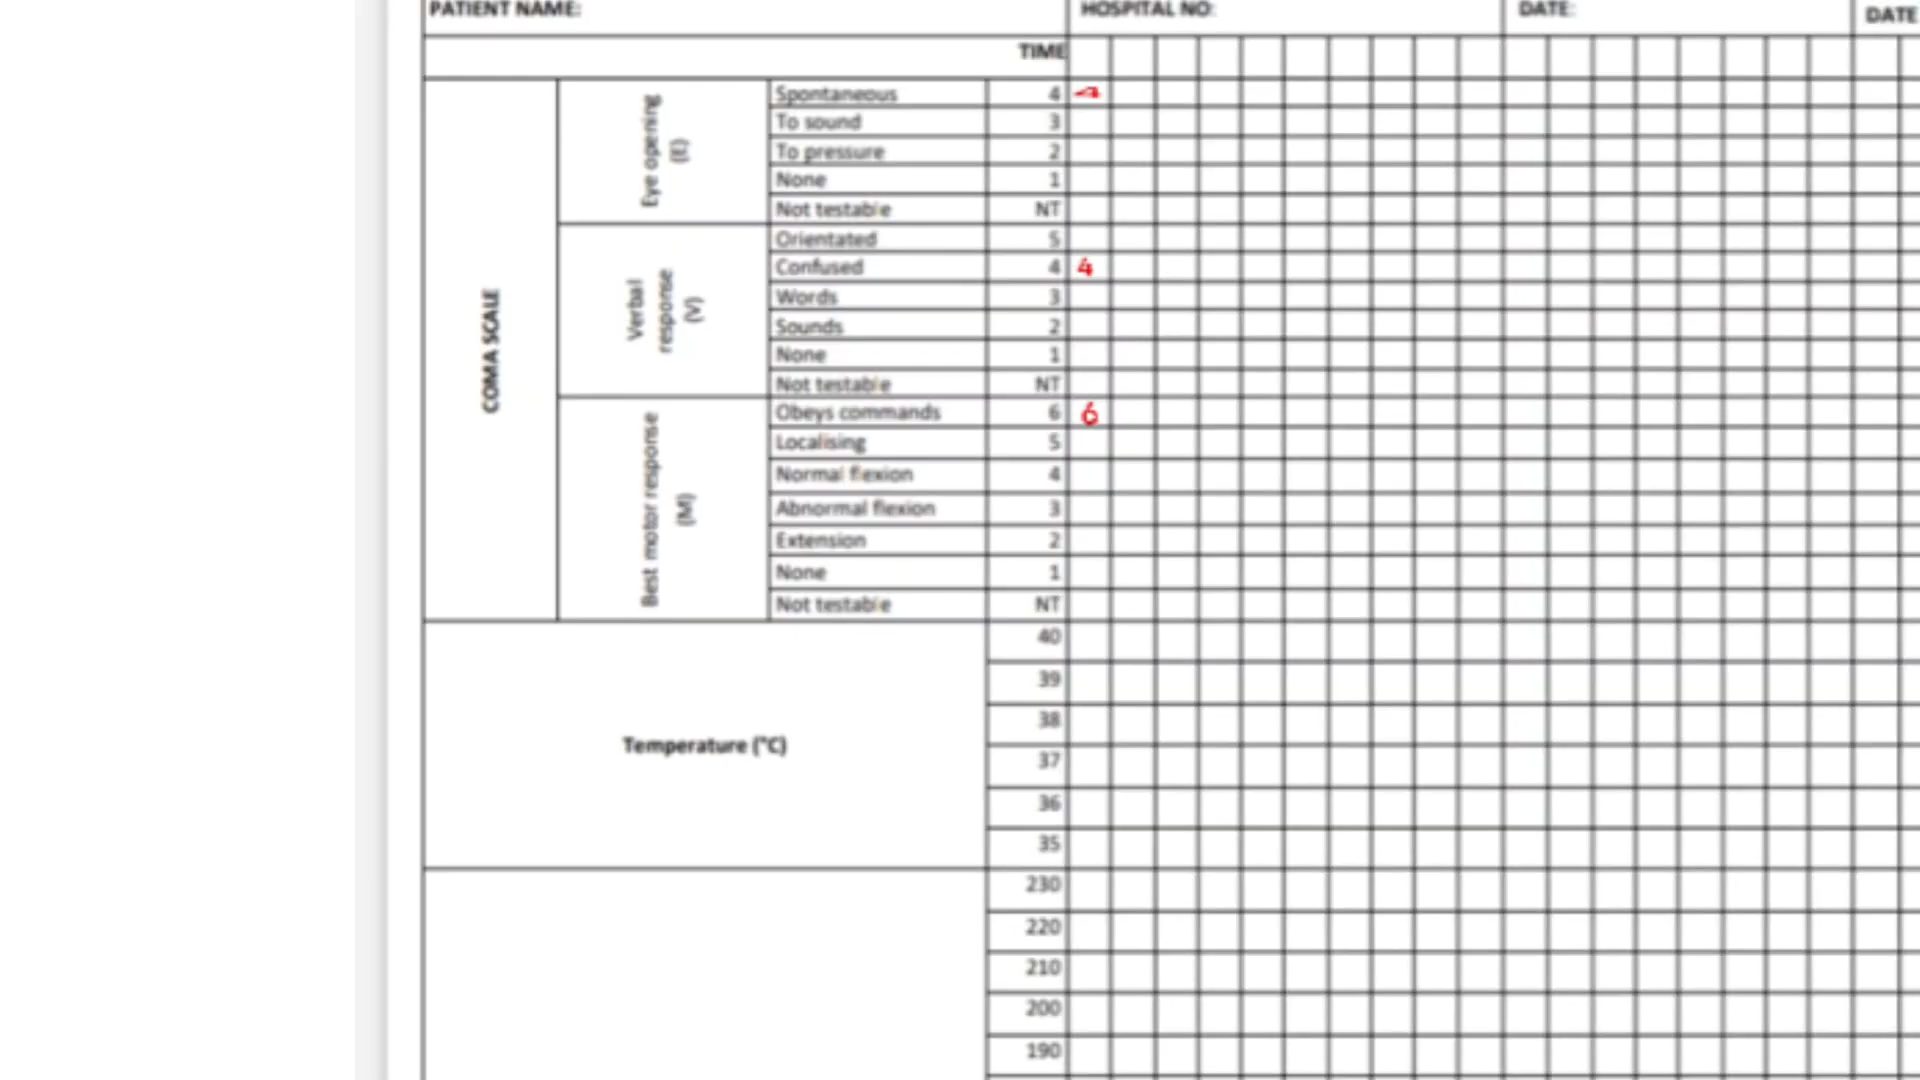 PATIENT NAME: HOSPITAL NO: DATE: DATE
TIME
COMA SCALE
Eye opening
(E)
Spontaneous 4
To sound 3
To pressure 2
None 1
Not testable NT
Verbal
response
(V)
Orientated 5
Confused 4 4
Words 3
Sounds 2
None 1
Not testable NT
Best motor response
(M)
Obeys commands 6 6
Localising 5
Normal flexion 4
Abnormal flexion 3
Extension 2
None 1
Not testable NT
Temperature (°C)
40
39
38
37
36
35
230
220
210
200
190